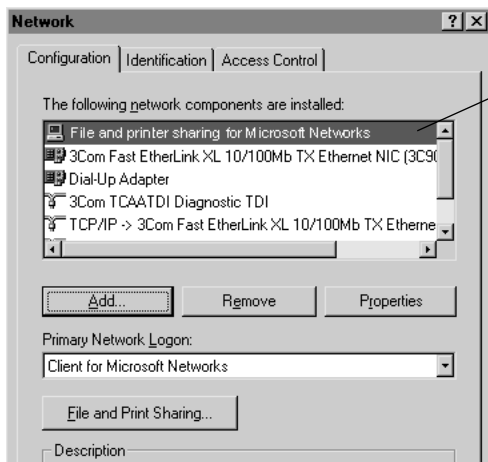 Network
? ×
Configuration Identification Access Control
The following network components are installed:
File and printer sharing for Microsoft Networks
3Com Fast EtherLink XL 10/100Mb TX Ethernet NIC (3C90
Dial-Up Adapter
3Com TCAATDI Diagnostic TDI
TCP/IP -> 3Com Fast EtherLink XL 10/100Mb TX Etherne
Add... Remove Properties
Primary Network Logon:
Client for Microsoft Networks
File and Print Sharing...
Description